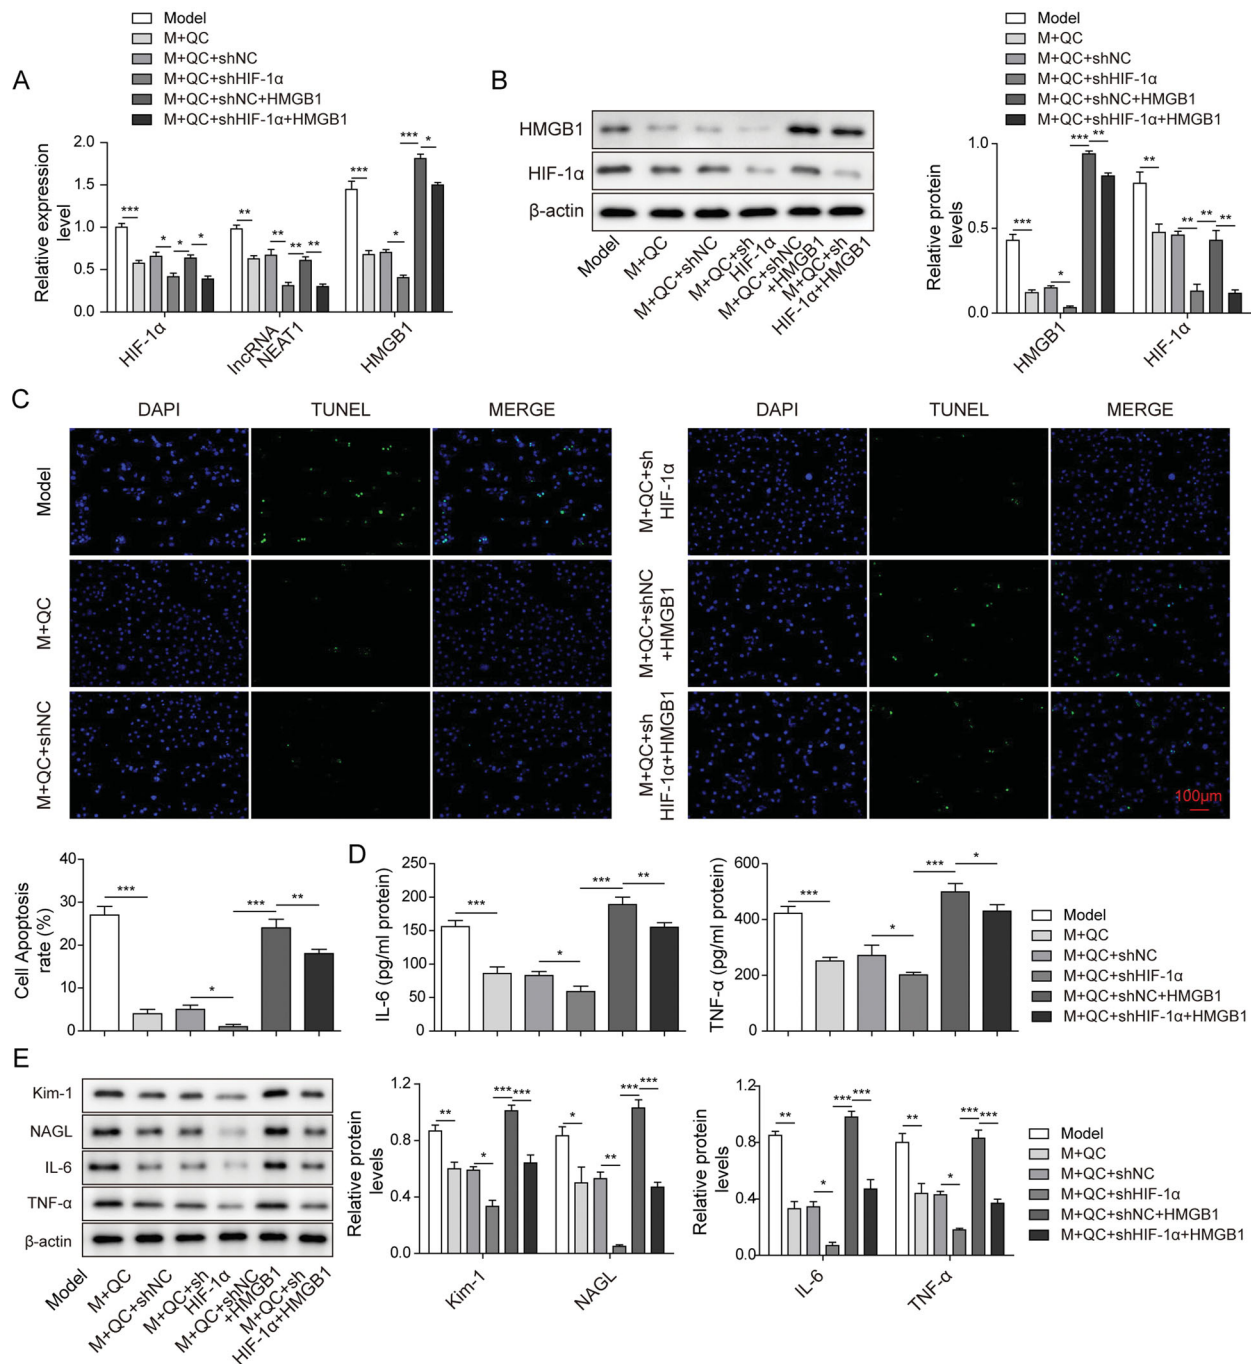 Model
M+QC
M+QC+shNC
M+QC+shHIF-1α
M+QC+shNC+HMGB1
M+QC+shHIF-1α+HMGB1
A
Relative expression
level
2.0
1.5
1.0
0.5
0.0
***
*
*
*
**
**
**
**
***
*
***
*
HIF-1α
lncRNA
NEAT1
HMGB1
B
HMGB1
HIF-1α
β-actin
Model
M+QC
M+QC+shNC
M+QC+sh
HIF-1α
M+QC+shNC
+HMGB1
M+QC+sh
HIF-1α+HMGB1
Model
M+QC
M+QC+shNC
M+QC+shHIF-1α
M+QC+shNC+HMGB1
M+QC+shHIF-1α+HMGB1
Relative protein
levels
1.0
0.5
0.0
***
*
***
**
**
**
**
**
HMGB1
HIF-1α
C
DAPI
TUNEL
MERGE
Model
M+QC
M+QC+shNC
DAPI
TUNEL
MERGE
M+QC+sh
HIF-1α
M+QC+shNC
+HMGB1
M+QC+sh
HIF-1α+HMGB1
100μm
Cell Apoptosis
rate (%)
40
30
20
10
0
***
*
***
**
D
IL-6 (pg/ml protein)
250
200
150
100
50
0
***
*
***
**
TNF-α (pg/ml protein)
600
400
200
0
***
*
***
*
Model
M+QC
M+QC+shNC
M+QC+shHIF-1α
M+QC+shNC+HMGB1
M+QC+shHIF-1α+HMGB1
E
Kim-1
NAGL
IL-6
TNF-α
β-actin
Model
M+QC
M+QC+shNC
M+QC+sh
HIF-1α
M+QC+shNC
+HMGB1
M+QC+sh
HIF-1α+HMGB1
Relative protein
levels
1.2
0.8
0.4
0.0
**
*
***
***
*
**
***
***
Kim-1
NAGL
Relative protein
levels
1.2
0.8
0.4
0.0
**
*
***
***
**
*
***
***
IL-6
TNF-α
Model
M+QC
M+QC+shNC
M+QC+shHIF-1α
M+QC+shNC+HMGB1
M+QC+shHIF-1α+HMGB1